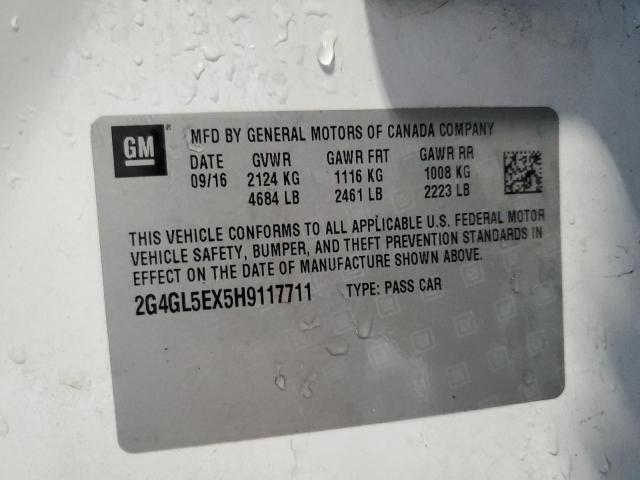 GM
MFD BY GENERAL MOTORS OF CANADA COMPANY
DATE GVWR GAWR FRT GAWR RR
09/16 2124 KG 1116 KG 1008 KG
4684 LB 2461 LB 2223 LB
THIS VEHICLE CONFORMS TO ALL APPLICABLE U.S. FEDERAL MOTOR
VEHICLE SAFETY, BUMPER, AND THEFT PREVENTION STANDARDS IN
EFFECT ON THE DATE OF MANUFACTURE SHOWN ABOVE.
2G4GL5EX5H9117711 TYPE: PASS CAR